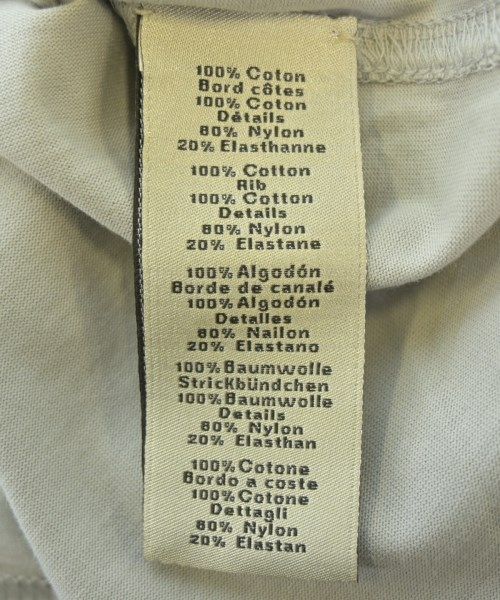 100% Coton
Bord côtes
100% Coton
Détails
80% Nylon
20% Elasthanne
100% Cotton
Rib
100% Cotton
Details
80% Nylon
20% Elastane
100% Algodón
Borde de canalé
100% Algodón
Detalles
80% Nailon
20% Elastano
100% Baumwolle
Strickbündchen
100% Baumwolle
Details
80% Nylon
20% Elasthan
100% Cotone
Bordo a coste
100% Cotone
Dettagli
80% Nylon
20% Elastan